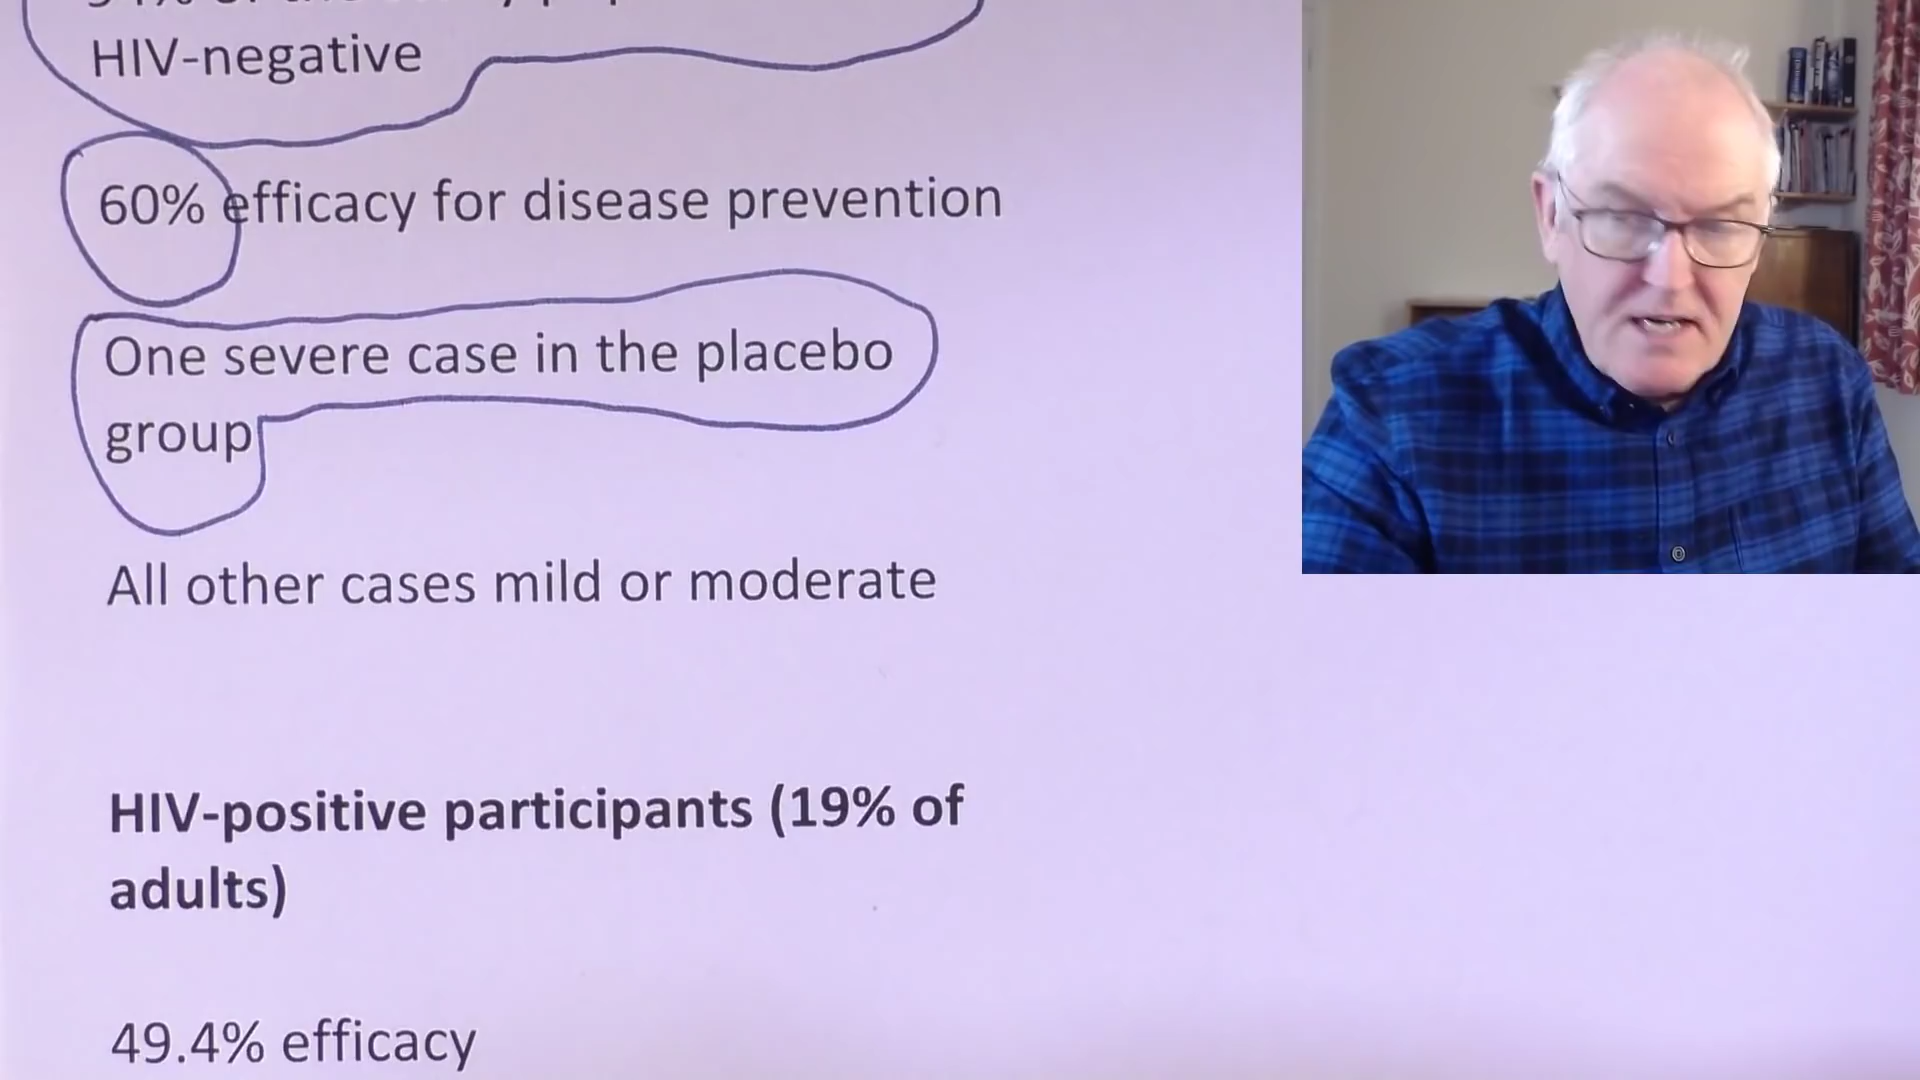 HIV-negative
60% efficacy for disease prevention
One severe case in the placebo
group
All other cases mild or moderate
HIV-positive participants (19% of
adults)
49.4% efficacy